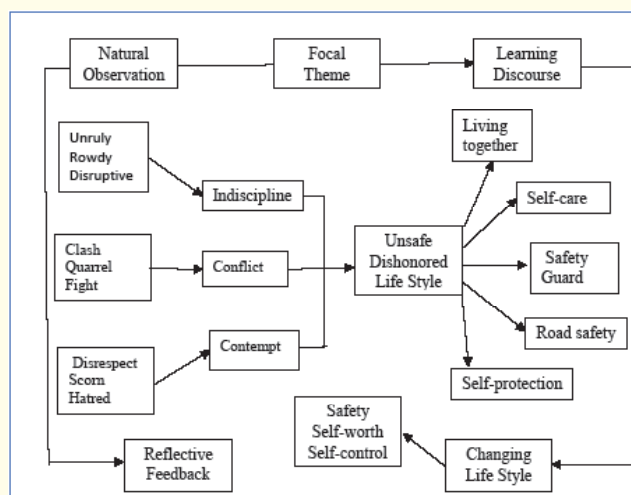 Natural
Observation
Focal
Theme
Learning
Discourse
Unruly
Rowdy
Disruptive
Indiscipline
Living
together
Self-care
Clash
Quarrel
Fight
Conflict
Unsafe
Dishonored
Life Style
Safety
Guard
Disrespect
Scorn
Hatred
Contempt
Road safety
Self-protection
Safety
Self-worth
Self-control
Reflective
Feedback
Changing
Life Style